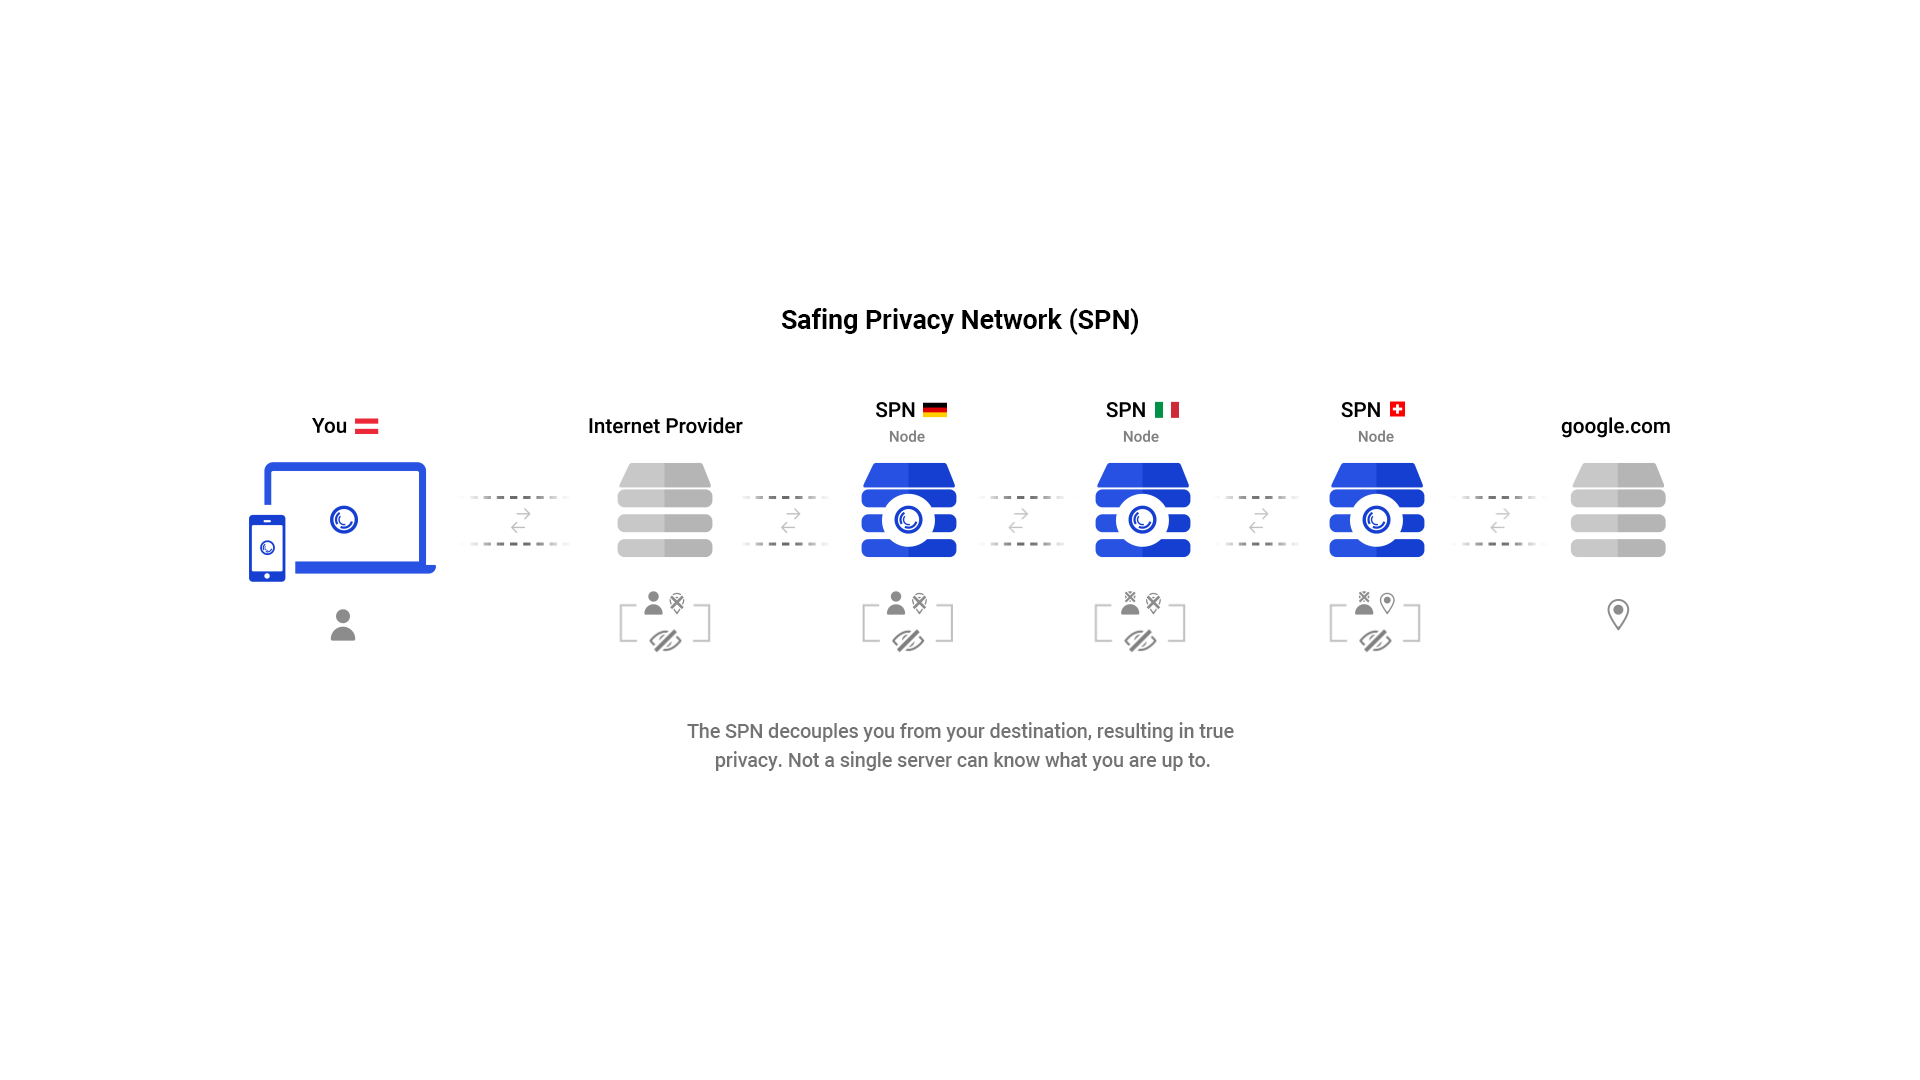 Safing Privacy Network (SPN)
You
Internet Provider
SPN
Node
SPN
Node
SPN
Node
google.com
The SPN decouples you from your destination, resulting in true
privacy. Not a single server can know what you are up to.